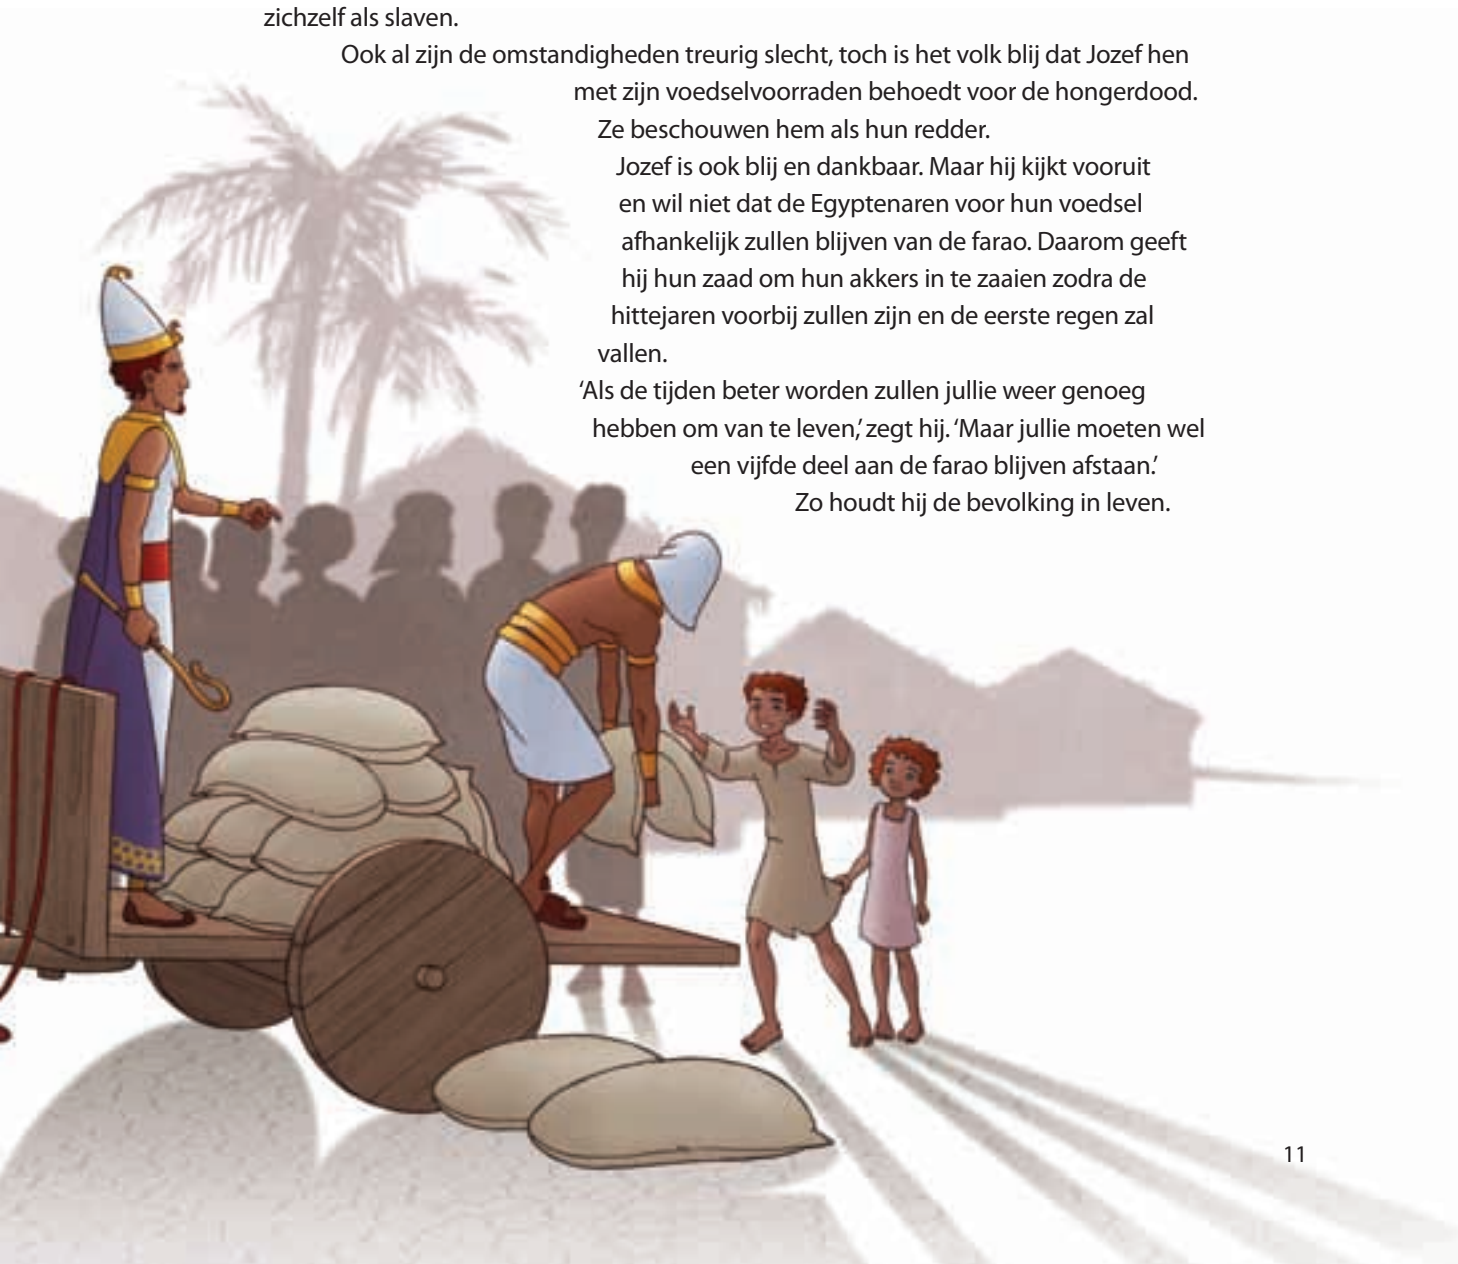 zichzelf als slaven.
Ook al zijn de omstandigheden treurig slecht, toch is het volk blij dat Jozef hen
met zijn voedselvoorraden behoedt voor de hongerdood.
Ze beschouwen hem als hun redder.
Jozef is ook blij en dankbaar. Maar hij kijkt vooruit
en wil niet dat de Egyptenaren voor hun voedsel
afhankelijk zullen blijven van de farao. Daarom geeft
hij hun zaad om hun akkers in te zaaien zodra de
hittejaren voorbij zullen zijn en de eerste regen zal
vallen.
‘Als de tijden beter worden zullen jullie weer genoeg
hebben om van te leven,’ zegt hij. ‘Maar jullie moeten wel
een vijfde deel aan de farao blijven afstaan.’
Zo houdt hij de bevolking in leven.
11